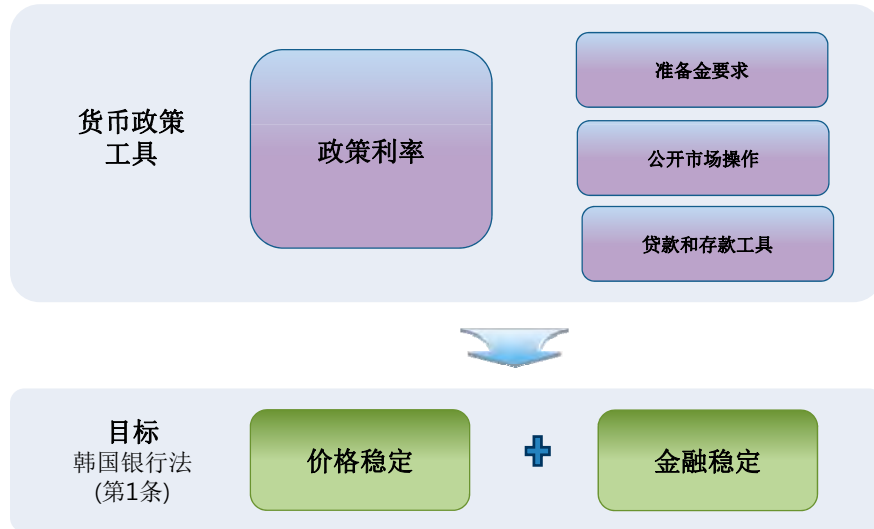 货币政策
工具
政策利率
准备金要求
公开市场操作
贷款和存款工具
目标
韩国银行法
(第1条)
价格稳定
金融稳定